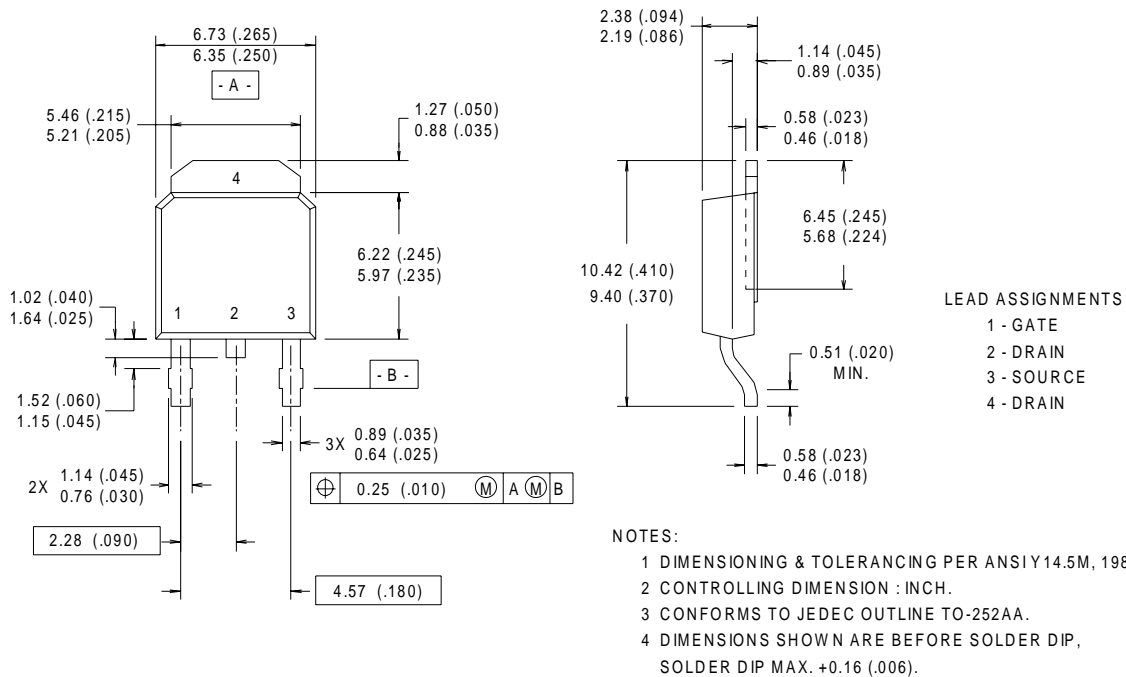 6.73 (.265)
6.35 (.250)
- A -
5.46 (.215)
5.21 (.205)
1.27 (.050)
0.88 (.035)
4
6.22 (.245)
5.97 (.235)
1.02 (.040)
1.64 (.025)
1 2 3
- B -
1.52 (.060)
1.15 (.045)
3X 0.89 (.035)
0.64 (.025)
2X 1.14 (.045)
0.76 (.030)
⌖ 0.25 (.010) Ⓜ A Ⓜ B
2.28 (.090)
4.57 (.180)
2.38 (.094)
2.19 (.086)
1.14 (.045)
0.89 (.035)
0.58 (.023)
0.46 (.018)
6.45 (.245)
5.68 (.224)
10.42 (.410)
9.40 (.370)
0.51 (.020)
MIN.
0.58 (.023)
0.46 (.018)
LEAD ASSIGNMENTS
1 - GATE
2 - DRAIN
3 - SOURCE
4 - DRAIN
NOTES:
1 DIMENSIONING & TOLERANCING PER ANSI Y14.5M, 198
2 CONTROLLING DIMENSION : INCH.
3 CONFORMS TO JEDEC OUTLINE TO-252AA.
4 DIMENSIONS SHOWN ARE BEFORE SOLDER DIP,
SOLDER DIP MAX. +0.16 (.006).